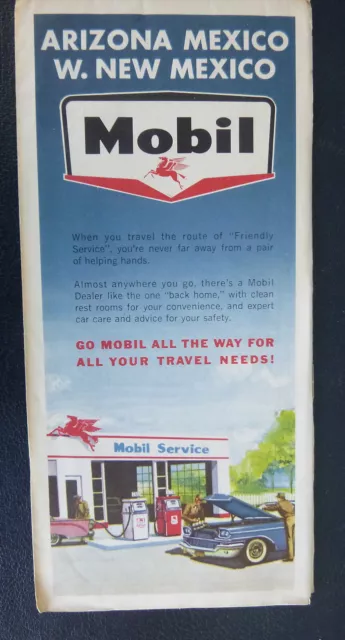 ARIZONA MEXICO
W. NEW MEXICO
Mobil
When you travel the route of "Friendly
Service", you're never far away from a pair
of helping hands.
Almost anywhere you go, there's a Mobil
Dealer like the one "back home," with clean
rest rooms for your convenience, and expert
car care and advice for your safety.
GO MOBIL ALL THE WAY FOR
ALL YOUR TRAVEL NEEDS!
Mobil Service